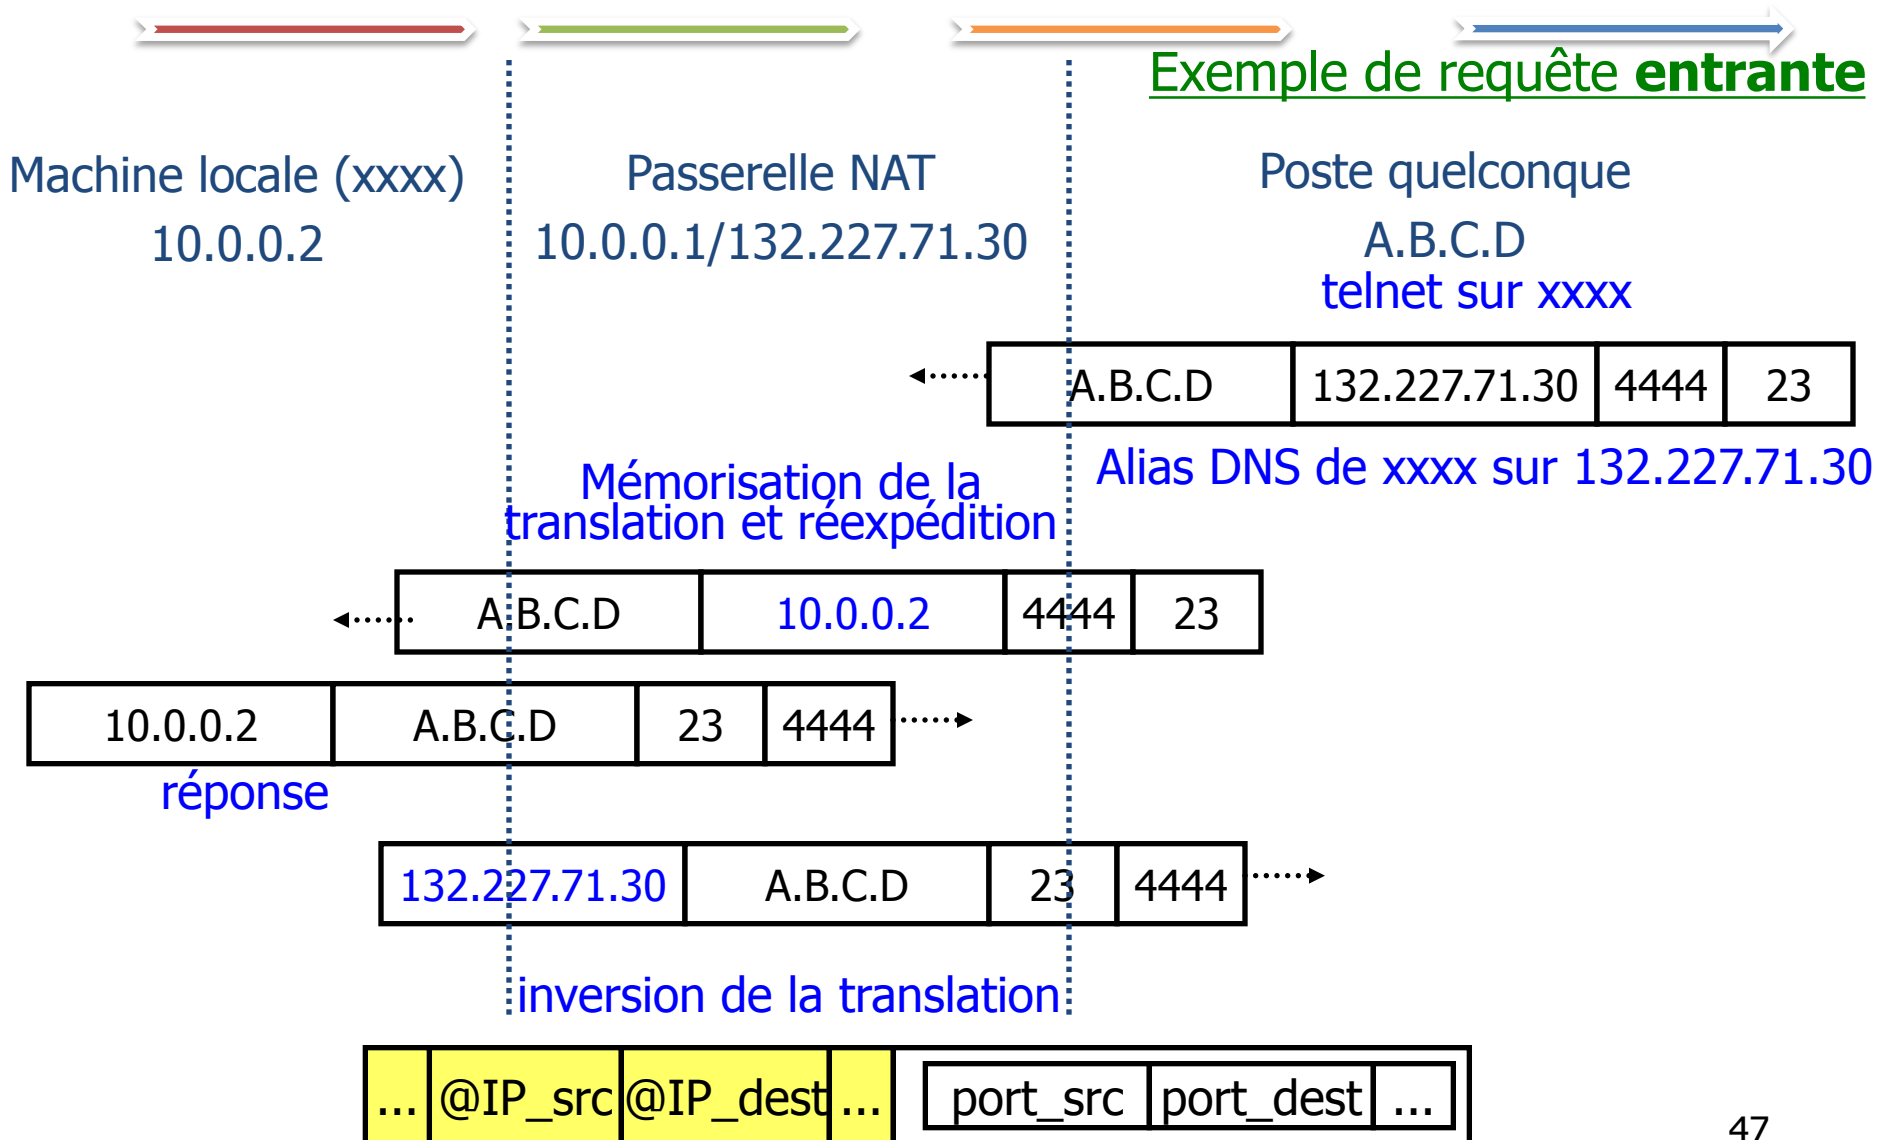 Exemple de requête entrante
Machine locale (xxxx)
10.0.0.2
Passerelle NAT
10.0.0.1/132.227.71.30
Poste quelconque
A.B.C.D
telnet sur xxxx
A.B.C.D 132.227.71.30 4444 23
Alias DNS de xxxx sur 132.227.71.30
Mémorisation de la
translation et réexpédition
A.B.C.D 10.0.0.2 4444 23
10.0.0.2 A.B.C.D 23 4444
réponse
132.227.71.30 A.B.C.D 23 4444
inversion de la translation
... @IP_src @IP_dest ... port_src port_dest ...
47